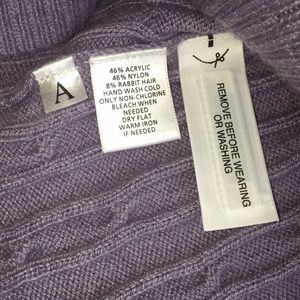 A
46% ACRYLIC
46% NYLON
8% RABBIT HAIR
HAND WASH COLD
ONLY NON-CHLORINE
BLEACH WHEN
NEEDED
DRY FLAT
WARM IRON
IF NEEDED
REMOVE BEFORE WEARING
OR WASHING